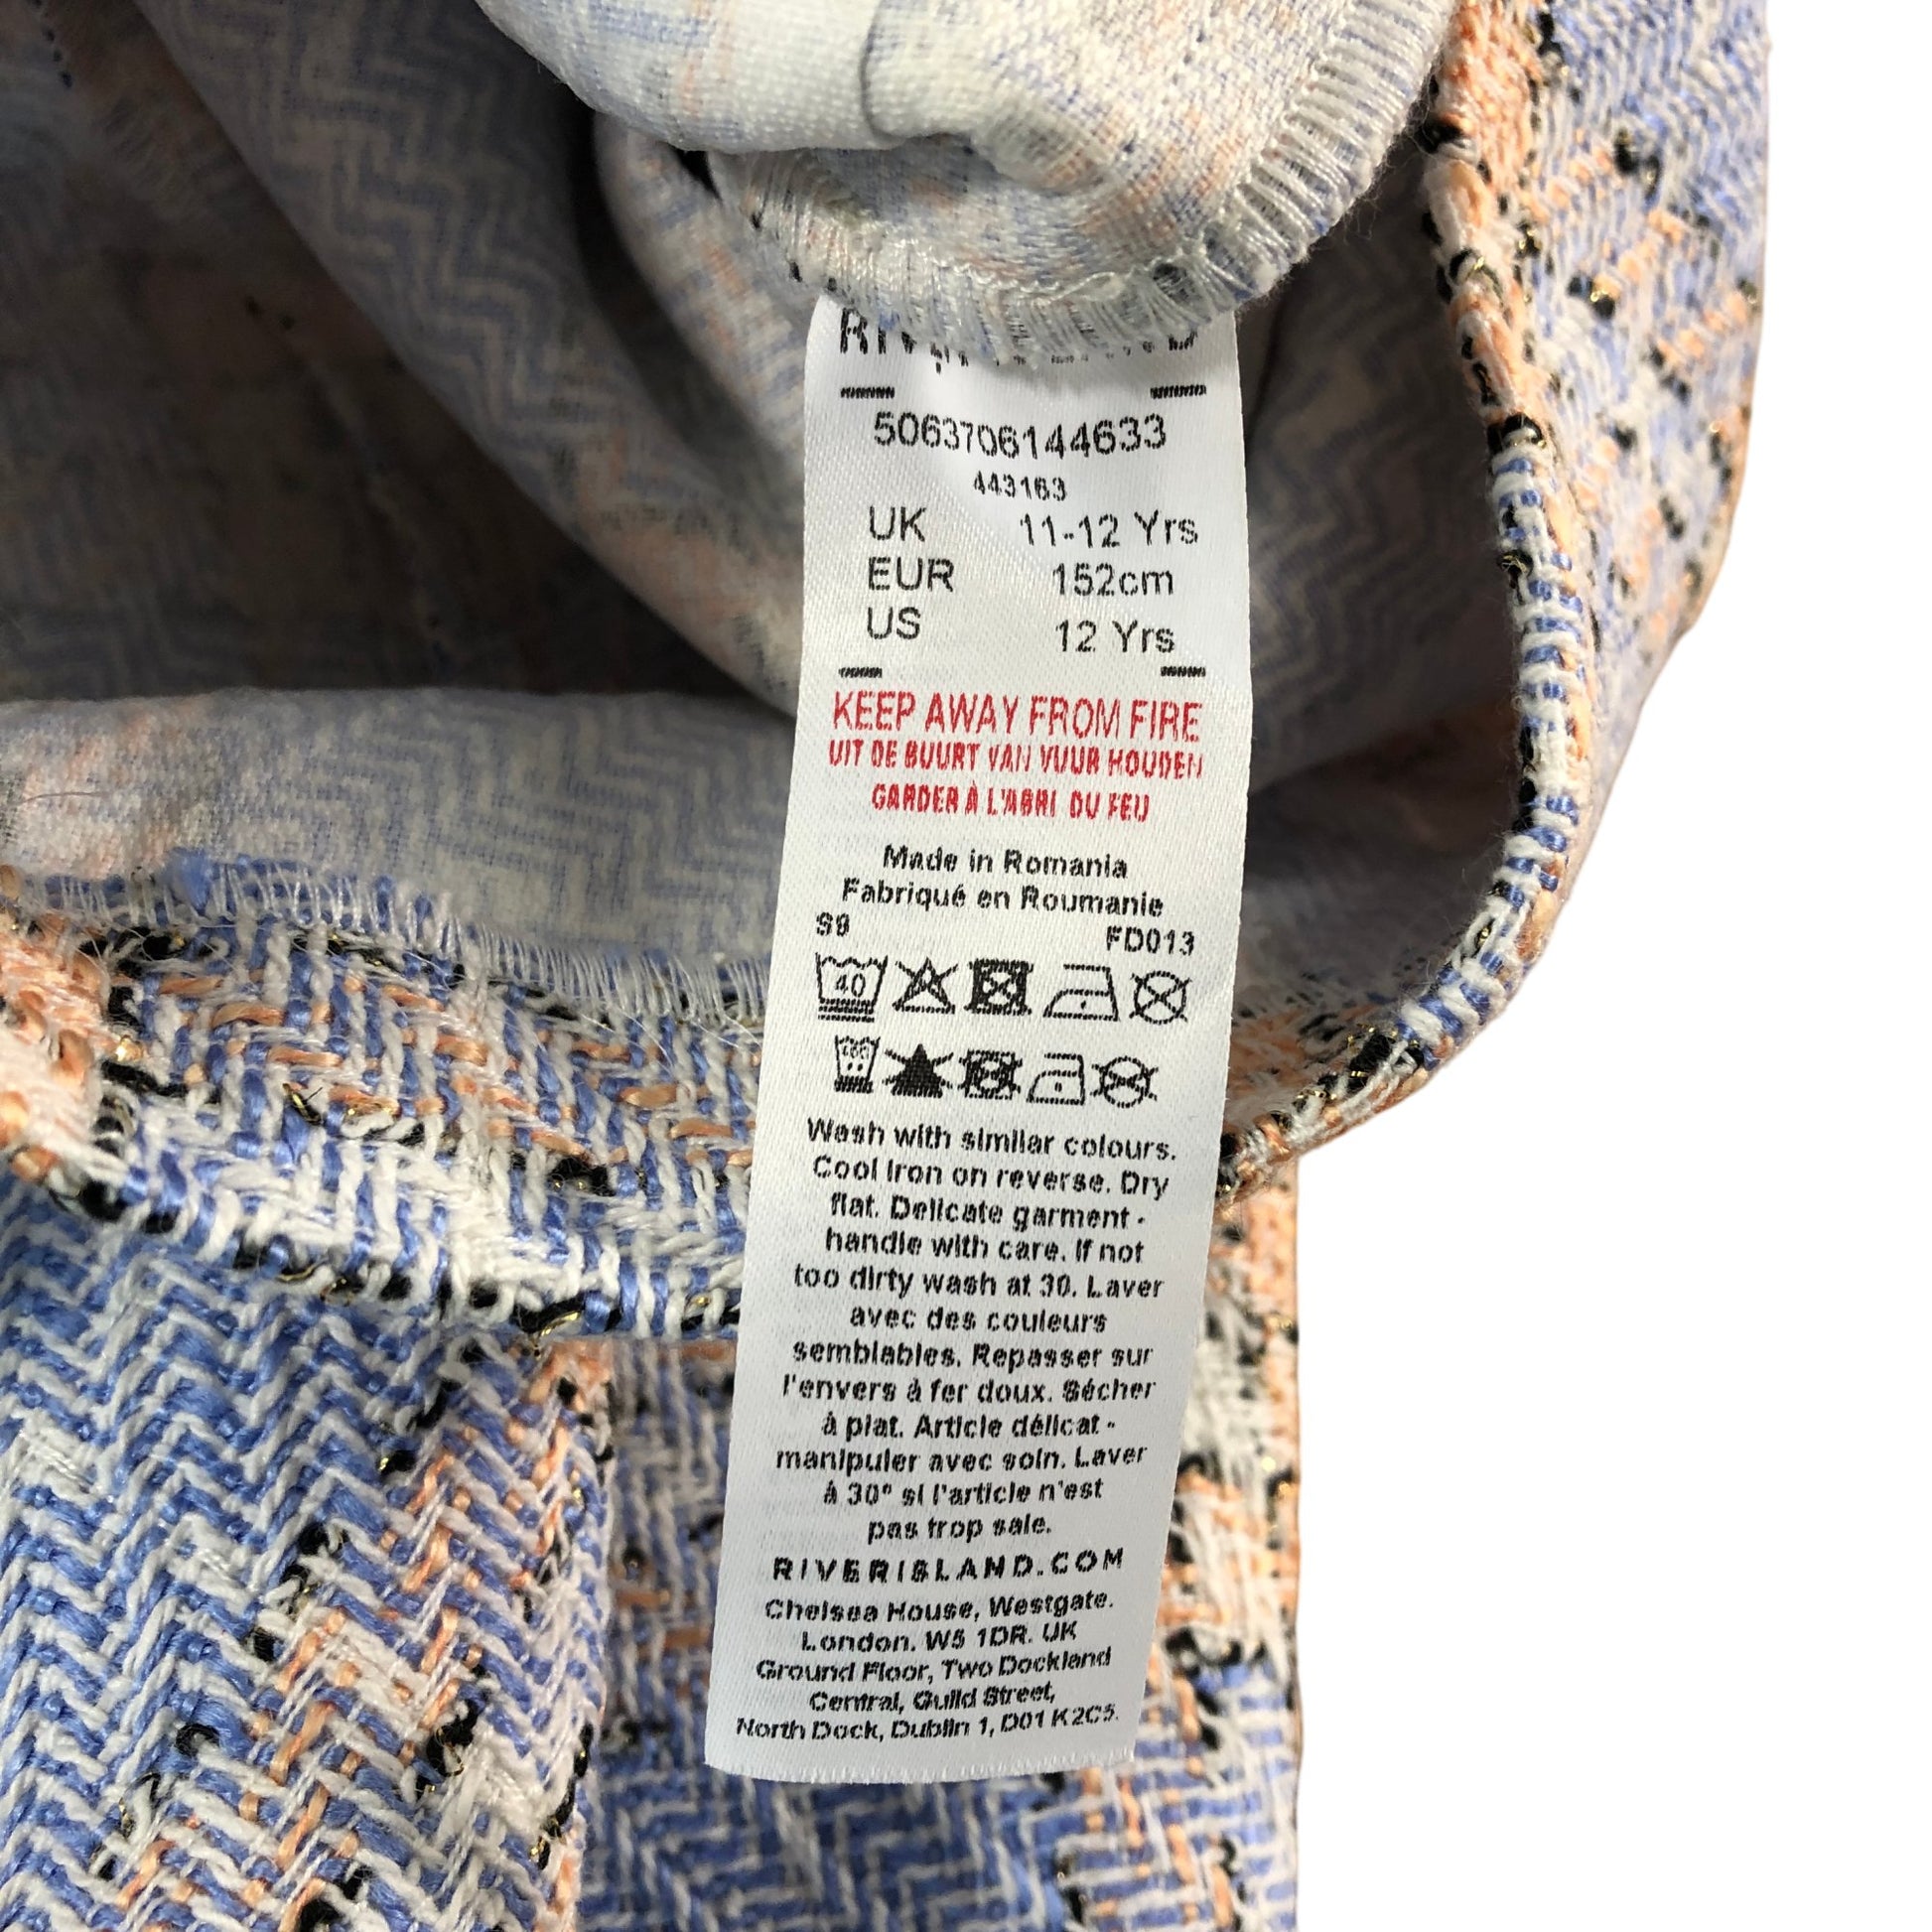 5063706144633
443163
UK 11-12 Yrs
EUR 152cm
US 12 Yrs
KEEP AWAY FROM FIRE
UIT DE BUURT VAN VUUR HOUDEN
GARDER À L'ABRI DU FEU
Made in Romania
Fabriqué en Roumanie
S9 FD013
40
Wash with similar colours.
Cool iron on reverse. Dry
flat. Delicate garment -
handle with care. If not
too dirty wash at 30. Laver
avec des couleurs
semblables. Repasser sur
l'envers à fer doux. Sécher
à plat. Article délicat -
manipuler avec soin. Laver
à 30° si l'article n'est
pas trop sale.
RIVERISLAND.COM
Chelsea House, Westgate.
London. W5 1DR. UK
Ground Floor, Two Dockland
Central, Guild Street,
North Dock, Dublin 1, D01 K2C5.